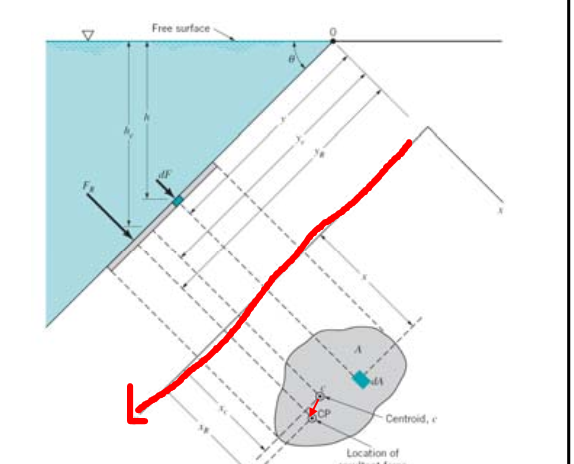 Free surface
0
θ
h
h_c
y
y_c
y_R
dF
F_R
x
x
A
dA
c
CP
Centroid, c
x_c
x_R
Location of